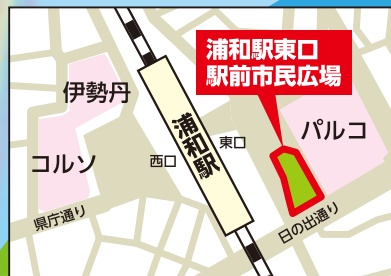 浦和駅東口
駅前市民広場
伊勢丹
コルソ
浦和駅
西口
東口
パルコ
県庁通り
日の出通り